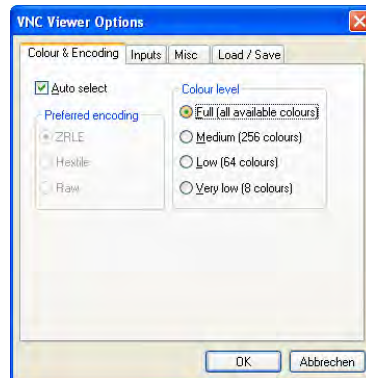 VNC Viewer Options
Colour & Encoding Inputs Misc Load / Save
Auto select
Preferred encoding
ZRLE
Hextile
Raw
Colour level
Full (all available colours)
Medium (256 colours)
Low (64 colours)
Very low (8 colours)
OK Abbrechen